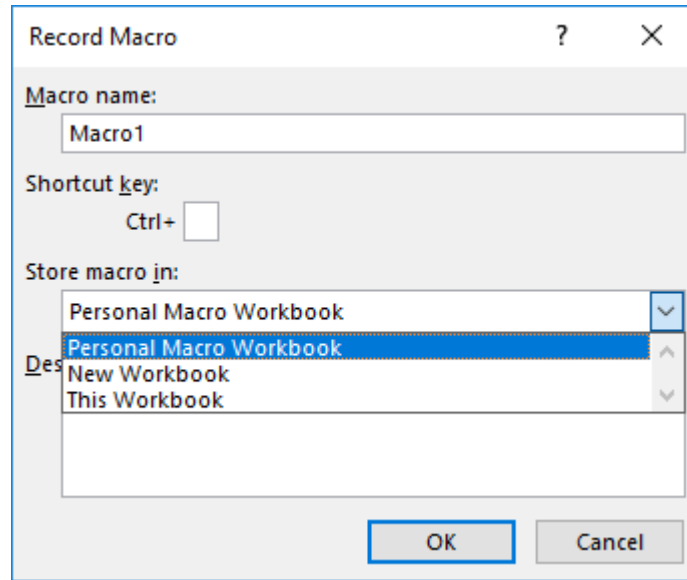 Record Macro ?
Macro name:
Macro1
Shortcut key:
Ctrl+
Store macro in:
Personal Macro Workbook
Personal Macro Workbook
Des
New Workbook
This Workbook
OK Cancel